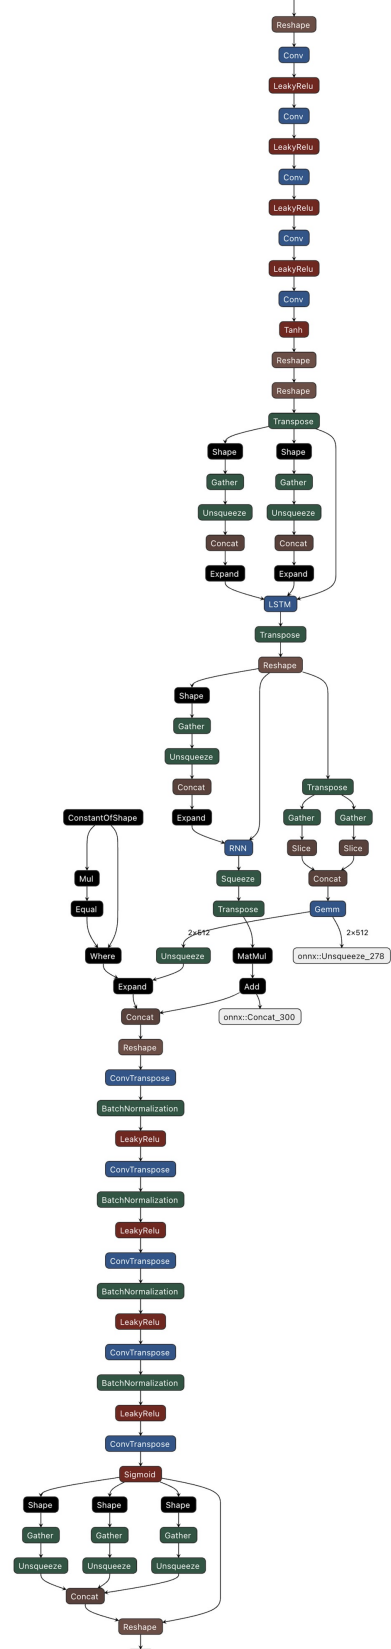 Reshape
Conv
LeakyRelu
Conv
LeakyRelu
Conv
LeakyRelu
Conv
LeakyRelu
Conv
Tanh
Reshape
Reshape
Transpose
Shape Shape
Gather Gather
Unsqueeze Unsqueeze
Concat Concat
Expand Expand
LSTM
Transpose
Reshape
Shape
Gather
Unsqueeze
Concat Transpose
ConstantOfShape Expand Gather Gather
RNN Slice Slice
Mul Squeeze Concat
Equal Transpose Gemm
2×512 2×512
Where Unsqueeze MatMul onnx::Unsqueeze_278
Expand Add
Concat onnx::Concat_300
Reshape
ConvTranspose
BatchNormalization
LeakyRelu
ConvTranspose
BatchNormalization
LeakyRelu
ConvTranspose
BatchNormalization
LeakyRelu
ConvTranspose
BatchNormalization
LeakyRelu
ConvTranspose
Sigmoid
Shape Shape Shape
Gather Gather Gather
Unsqueeze Unsqueeze Unsqueeze
Concat
Reshape